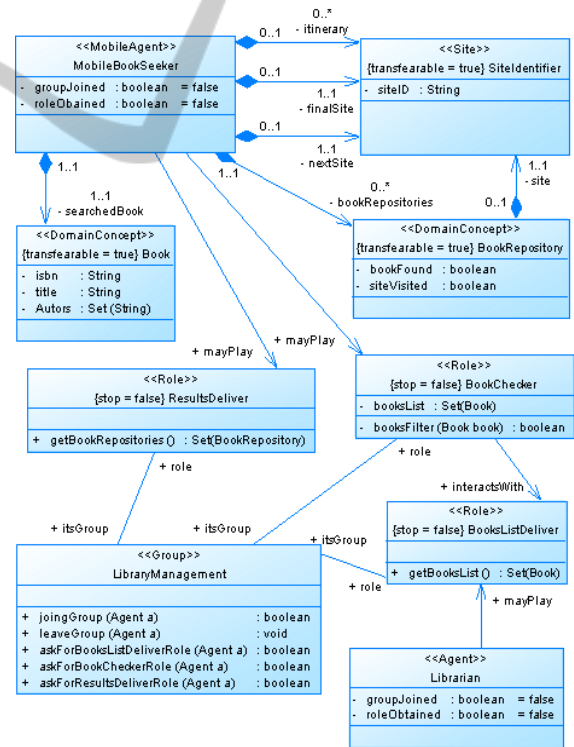 <<MobileAgent>>
MobileBookSeeker
- groupJoined : boolean = false
- roleObained : boolean = false
0..1
0..*
- itinerary
0..1
1..1
- finalSite
0..1
1..1
- nextSite
<<Site>>
{transfearable = true} SiteIdentifier
- siteID : String
1..1
1..1
- searchedBook
1..1
0..*
- bookRepositories
1..1
- site
0..1
<<DomainConcept>>
{transfearable = true} Book
- isbn : String
- title : String
- Autors : Set (String)
<<DomainConcept>>
{transfearable = true} BookRepository
- bookFound : boolean
- siteVisited : boolean
+ mayPlay
+ mayPlay
<<Role>>
{stop = false} ResultsDeliver
+ getBookRepositories () : Set(BookRepository)
<<Role>>
{stop = false} BookChecker
- booksList : Set(Book)
- booksFilter (Book book) : boolean
+ role
+ role
+ interactsWith
+ itsGroup
+ itsGroup
+ itsGroup
+ role
<<Role>>
{stop = false} BooksListDeliver
+ getBooksList () : Set(Book)
+ mayPlay
<<Group>>
LibraryManagement
+ joingGroup (Agent a) : boolean
+ leaveGroup (Agent a) : void
+ askForBooksListDeliverRole (Agent a) : boolean
+ askForBookCheckerRole (Agent a) : boolean
+ askForResultsDeliverRole (Agent a) : boolean
<<Agent>>
Librarian
- groupJoined : boolean = false
- roleObtained : boolean = false